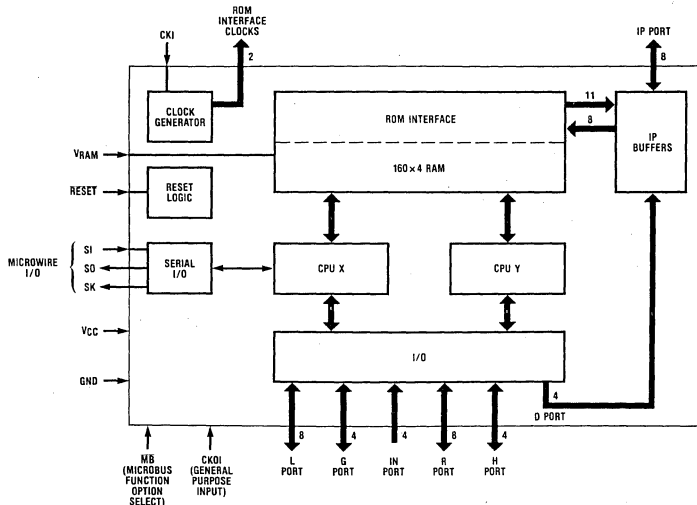 ROM
INTERFACE
CLOCKS
CKI
2
IP PORT
8
CLOCK
GENERATOR
ROM INTERFACE
11
8
IP
BUFFERS
VRAM
160×4 RAM
RESET
RESET
LOGIC
MICROWIRE
I/O
SI
SO
SK
SERIAL
I/O
CPU X
CPU Y
VCC
I/O
GND
4
D PORT
8
4
4
8
4
L
PORT
G
PORT
IN
PORT
R
PORT
H
PORT
MB
(MICROBUS
FUNCTION
OPTION
SELECT)
CKOI
(GENERAL
PURPOSE
INPUT)